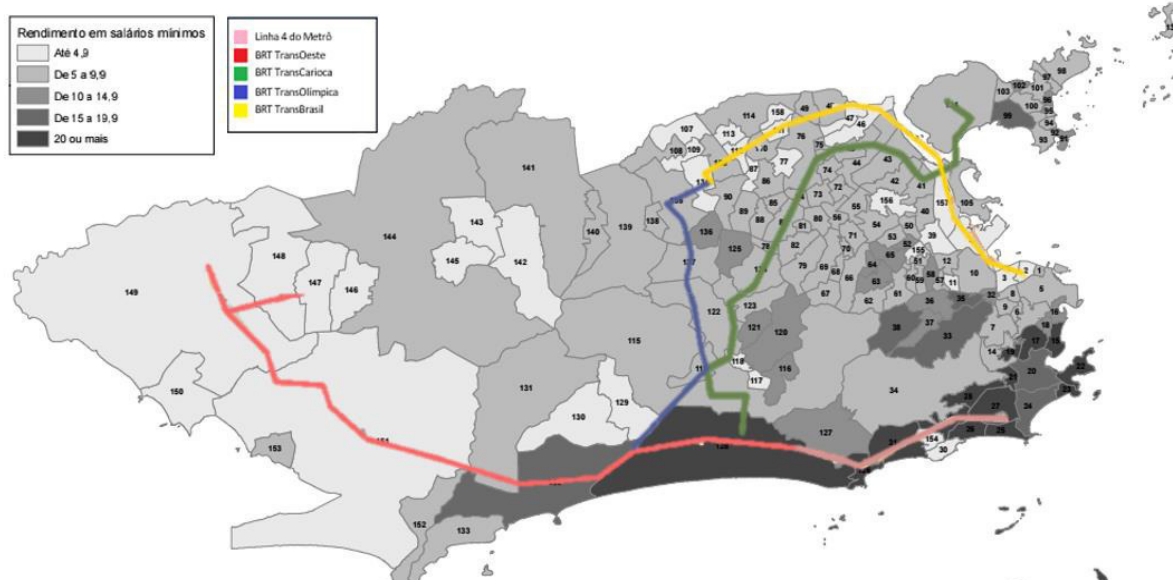 Rendimento em salários mínimos
Até 4,9
De 5 a 9,9
De 10 a 14,9
De 15 a 19,9
20 ou mais
Linha 4 do Metrô
BRT TransOeste
BRT TransCarioca
BRT TransOlímpica
BRT TransBrasil
98
97
103 102 101
100
99
96
95
94
93 92 91
114 49
158
107 113 47 46
108 109 76 75
77 87 86
44 43 42 41
141
90 89 88 85
74 73 72
105
156 157
55 40 39
138 139 140
136 125
80 81 82 56 54 50
71 70 53 52 155
143 144 142 145
148 147 146 149
79 69 68 67 66
65 64 63 62 61 60 59 58 57
51 12 11 10
3 2 1
5 8 9 6
32 35 36 37 33 38
122 123 121 120
115 116 118 117
7 14 16 18 17 15 19
20 21 22 23
34
131 130 129
150 153
127 28 27 24
26 25
154 30 31
152 133